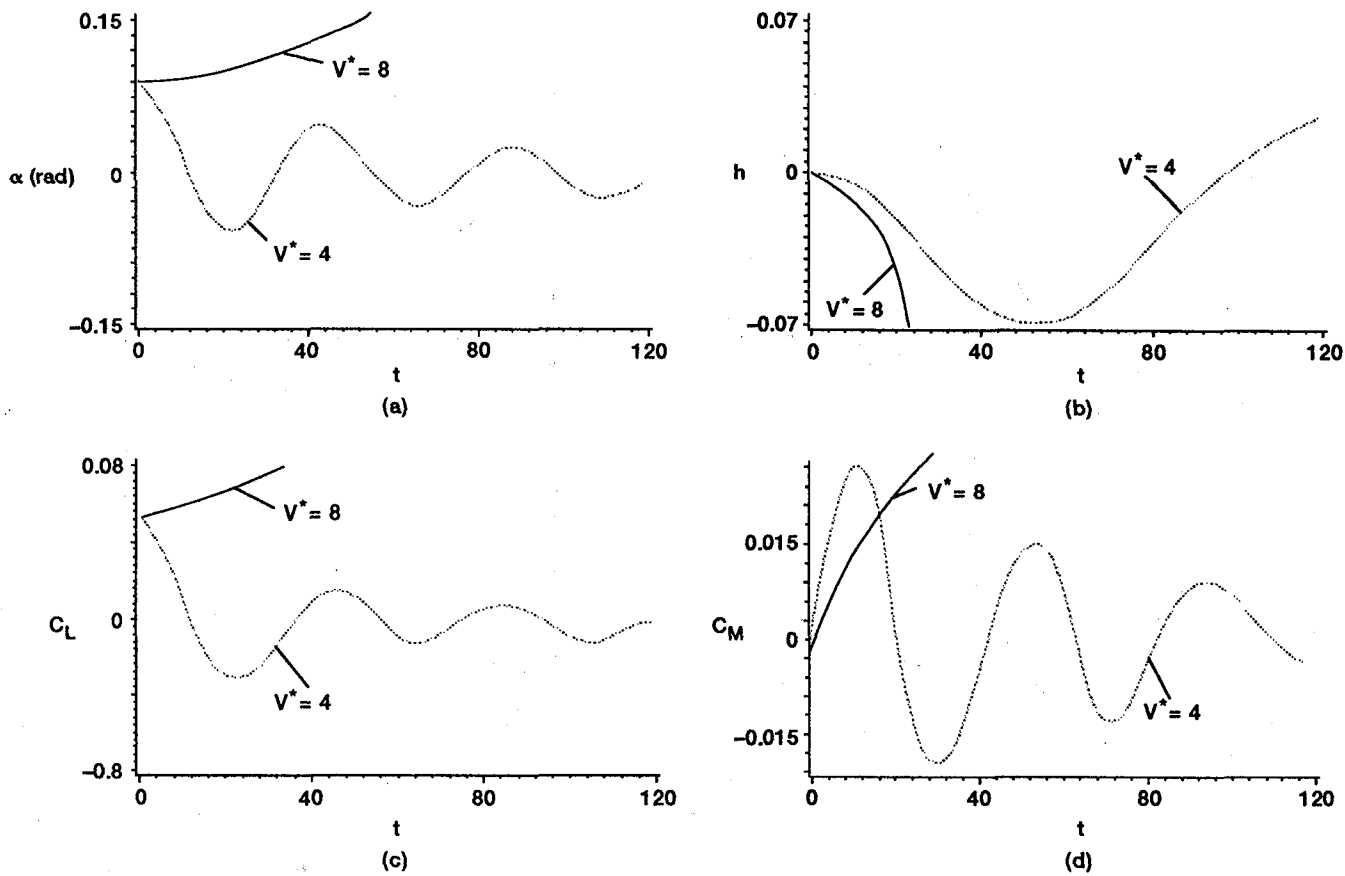 0.15
V* = 8
α (rad)
0
V* = 4
−0.15
0
40
80
120
t
(a)
0.07
V* = 4
h
0
V* = 8
−0.07
0
40
80
120
t
(b)
0.08
V* = 8
C_L
0
V* = 4
−0.8
0
40
80
120
t
(c)
V* = 8
0.015
C_M
0
V* = 4
−0.015
0
40
80
120
t
(d)